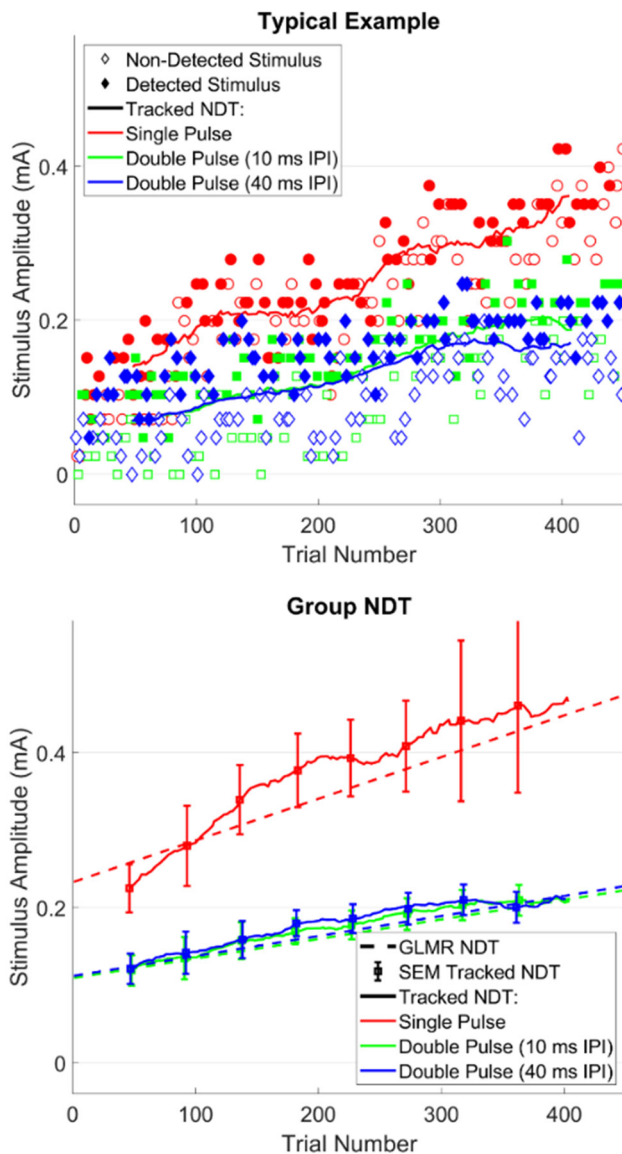 Typical Example
Non-Detected Stimulus
Detected Stimulus
Tracked NDT:
Single Pulse
Double Pulse (10 ms IPI)
Double Pulse (40 ms IPI)
Stimulus Amplitude (mA)
0.4
0.2
0
0 100 200 300 400
Trial Number
Group NDT
Stimulus Amplitude (mA)
0.4
0.2
0
GLMR NDT
SEM Tracked NDT
Tracked NDT:
Single Pulse
Double Pulse (10 ms IPI)
Double Pulse (40 ms IPI)
0 100 200 300 400
Trial Number